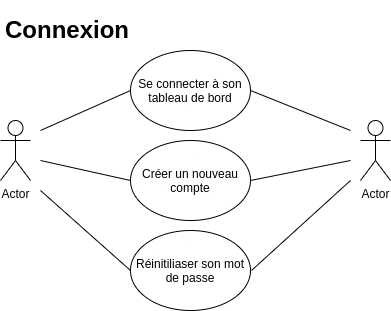 Connexion
Se connecter à son
tableau de bord
Actor
Actor
Créer un nouveau
compte
Réinitiliaser son mot
de passe